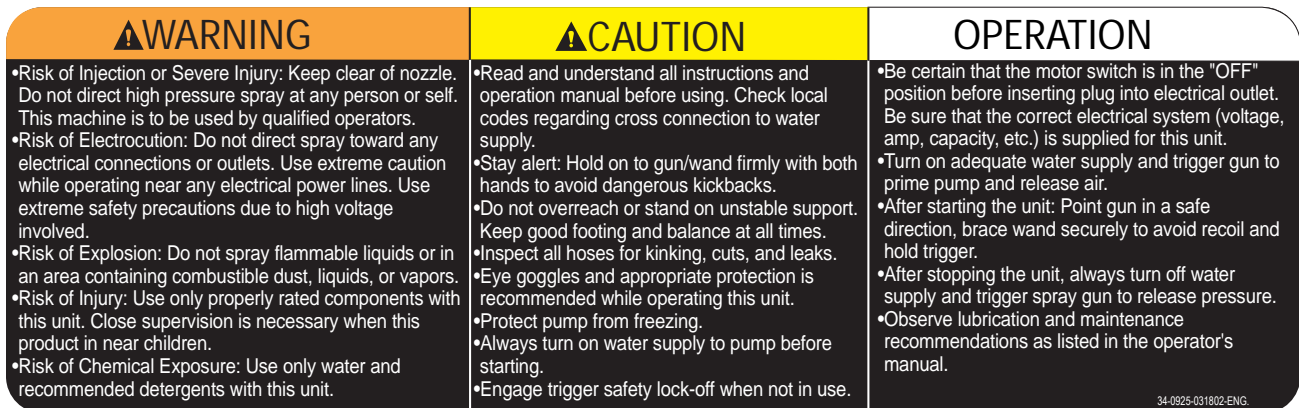 WARNING
•Risk of Injection or Severe Injury: Keep clear of nozzle.
Do not direct high pressure spray at any person or self.
This machine is to be used by qualified operators.
•Risk of Electrocution: Do not direct spray toward any
electrical connections or outlets. Use extreme caution
while operating near any electrical power lines. Use
extreme safety precautions due to high voltage
involved.
•Risk of Explosion: Do not spray flammable liquids or in
an area containing combustible dust, liquids, or vapors.
•Risk of Injury: Use only properly rated components with
this unit. Close supervision is necessary when this
product in near children.
•Risk of Chemical Exposure: Use only water and
recommended detergents with this unit.
CAUTION
•Read and understand all instructions and
operation manual before using. Check local
codes regarding cross connection to water
supply.
•Stay alert: Hold on to gun/wand firmly with both
hands to avoid dangerous kickbacks.
•Do not overreach or stand on unstable support.
Keep good footing and balance at all times.
•Inspect all hoses for kinking, cuts, and leaks.
•Eye goggles and appropriate protection is
recommended while operating this unit.
•Protect pump from freezing.
•Always turn on water supply to pump before
starting.
•Engage trigger safety lock-off when not in use.
OPERATION
•Be certain that the motor switch is in the "OFF"
position before inserting plug into electrical outlet.
Be sure that the correct electrical system (voltage,
amp, capacity, etc.) is supplied for this unit.
•Turn on adequate water supply and trigger gun to
prime pump and release air.
•After starting the unit: Point gun in a safe
direction, brace wand securely to avoid recoil and
hold trigger.
•After stopping the unit, always turn off water
supply and trigger spray gun to release pressure.
•Observe lubrication and maintenance
recommendations as listed in the operator's
manual.
34-0925-031802-ENG.